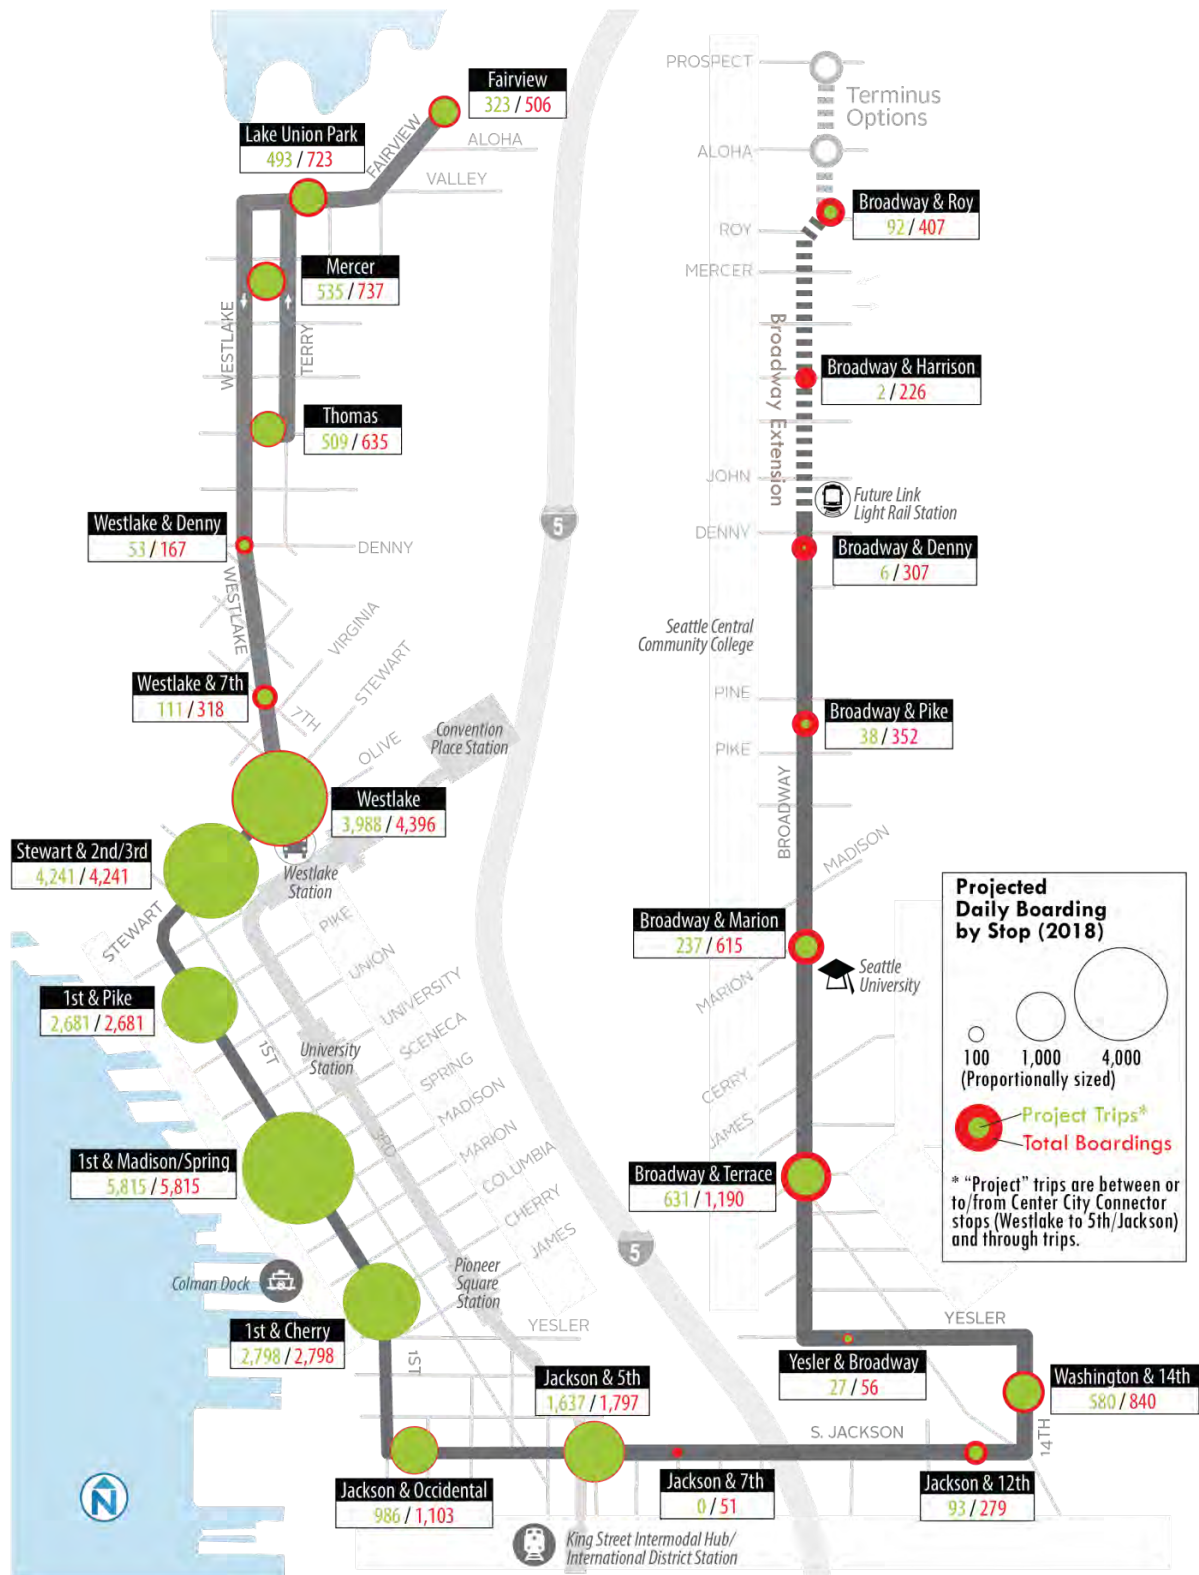 Fairview
323 / 506
Lake Union Park
493 / 723
FAIRVIEW
ALOHA
VALLEY
Mercer
535 / 737
WESTLAKE
TERRY
Thomas
509 / 635
Westlake & Denny
53 / 167
DENNY
WESTLAKE
VIRGINIA
STEWART
Westlake & 7th
111 / 318
7TH
OLIVE
Convention
Place Station
Westlake
3,988 / 4,396
Stewart & 2nd/3rd
4,241 / 4,241
Westlake
Station
STEWART
PIKE
UNION
UNIVERSITY
SCENECA
SPRING
MADISON
MARION
COLUMBIA
CHERRY
JAMES
1st & Pike
2,681 / 2,681
1ST
University
Station
3RD
1st & Madison/Spring
5,815 / 5,815
Colman Dock
Pioneer
Square
Station
1st & Cherry
2,798 / 2,798
YESLER
1ST
Jackson & 5th
1,637 / 1,797
Jackson & Occidental
986 / 1,103
N
King Street Intermodal Hub/
International District Station
5
5
PROSPECT
Terminus
Options
ALOHA
Broadway & Roy
92 / 407
ROY
MERCER
Broadway Extension
Broadway & Harrison
2 / 226
JOHN
Future Link
Light Rail Station
DENNY
Broadway & Denny
6 / 307
Seattle Central
Community College
PINE
Broadway & Pike
38 / 352
PIKE
BROADWAY
MADISON
Broadway & Marion
237 / 615
MARION
Seattle
University
CERRY
JAMES
Broadway & Terrace
631 / 1,190
YESLER
Yesler & Broadway
27 / 56
Washington & 14th
580 / 840
14TH
S. JACKSON
Jackson & 7th
0 / 51
Jackson & 12th
93 / 279
Projected
Daily Boarding
by Stop (2018)
100 1,000 4,000
(Proportionally sized)
Project Trips*
Total Boardings
* "Project" trips are between or
to/from Center City Connector
stops (Westlake to 5th/Jackson)
and through trips.